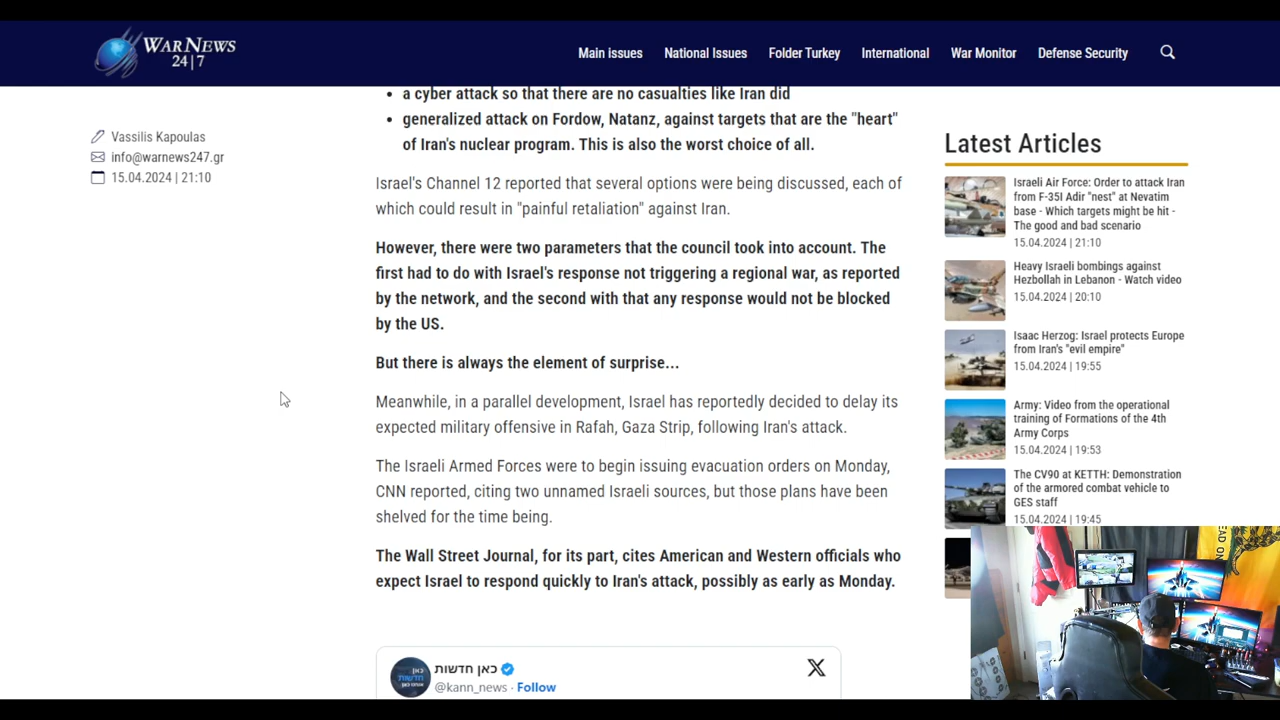 WARNEWS
24|7
Main issues
National Issues
Folder Turkey
International
War Monitor
Defense Security
Vassilis Kapoulas
info@warnews247.gr
15.04.2024 | 21:10
• a cyber attack so that there are no casualties like Iran did
• generalized attack on Fordow, Natanz, against targets that are the "heart"
of Iran's nuclear program. This is also the worst choice of all.
Israel's Channel 12 reported that several options were being discussed, each of
which could result in "painful retaliation" against Iran.
However, there were two parameters that the council took into account. The
first had to do with Israel's response not triggering a regional war, as reported
by the network, and the second with that any response would not be blocked
by the US.
But there is always the element of surprise...
Meanwhile, in a parallel development, Israel has reportedly decided to delay its
expected military offensive in Rafah, Gaza Strip, following Iran's attack.
The Israeli Armed Forces were to begin issuing evacuation orders on Monday,
CNN reported, citing two unnamed Israeli sources, but those plans have been
shelved for the time being.
The Wall Street Journal, for its part, cites American and Western officials who
expect Israel to respond quickly to Iran's attack, possibly as early as Monday.
כאן חדשות
@kann_news · Follow
Latest Articles
Israeli Air Force: Order to attack Iran
from F-35I Adir "nest" at Nevatim
base - Which targets might be hit -
The good and bad scenario
15.04.2024 | 21:10
Heavy Israeli bombings against
Hezbollah in Lebanon - Watch video
15.04.2024 | 20:10
Isaac Herzog: Israel protects Europe
from Iran's "evil empire"
15.04.2024 | 19:55
Army: Video from the operational
training of Formations of the 4th
Army Corps
15.04.2024 | 19:53
The CV90 at KETTH: Demonstration
of the armored combat vehicle to
GES staff
15.04.2024 | 19:45